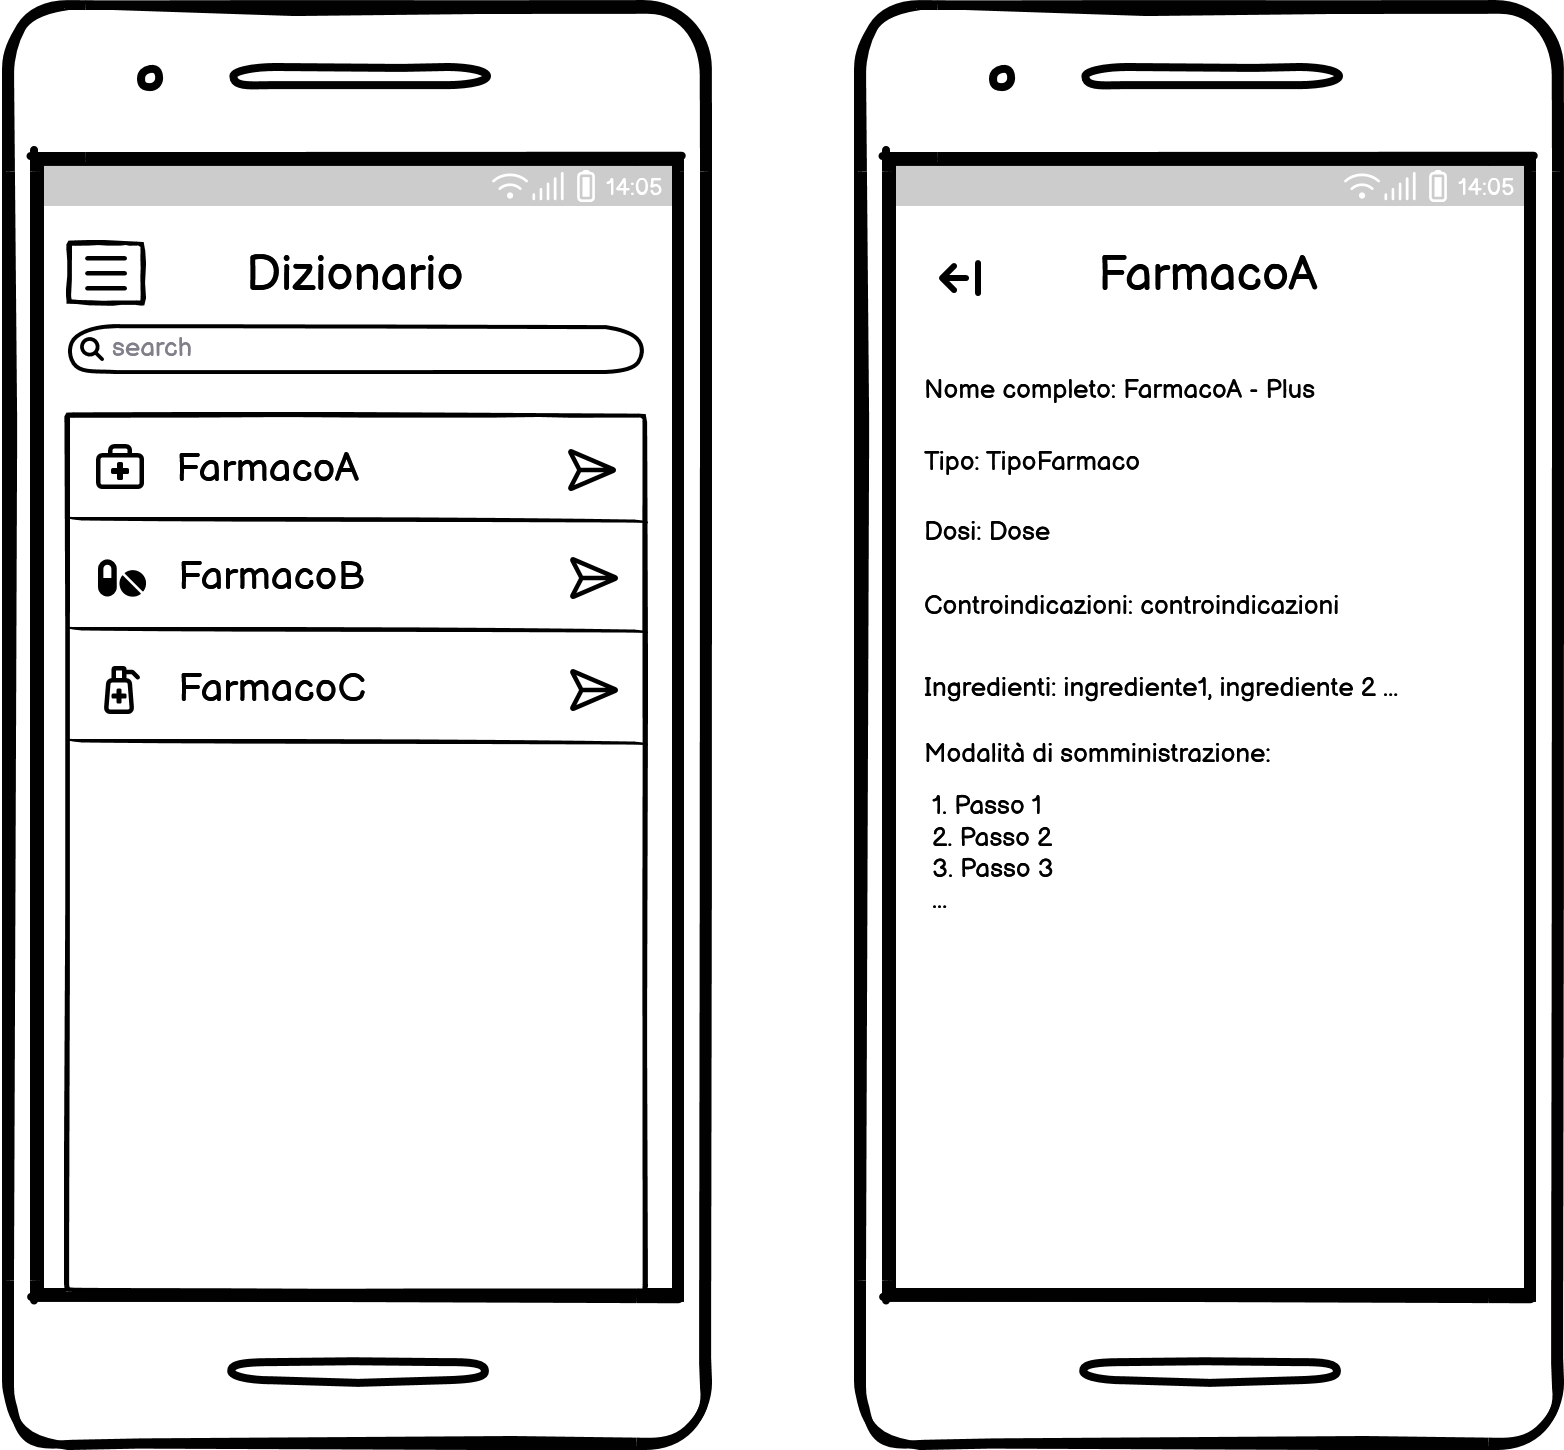 14:05
Dizionario
search
FarmacoA
FarmacoB
FarmacoC
14:05
FarmacoA
Nome completo: FarmacoA - Plus
Tipo: TipoFarmaco
Dosi: Dose
Controindicazioni: controindicazioni
Ingredienti: ingrediente1, ingrediente 2 ...
Modalità di somministrazione:
1. Passo 1
2. Passo 2
3. Passo 3
...